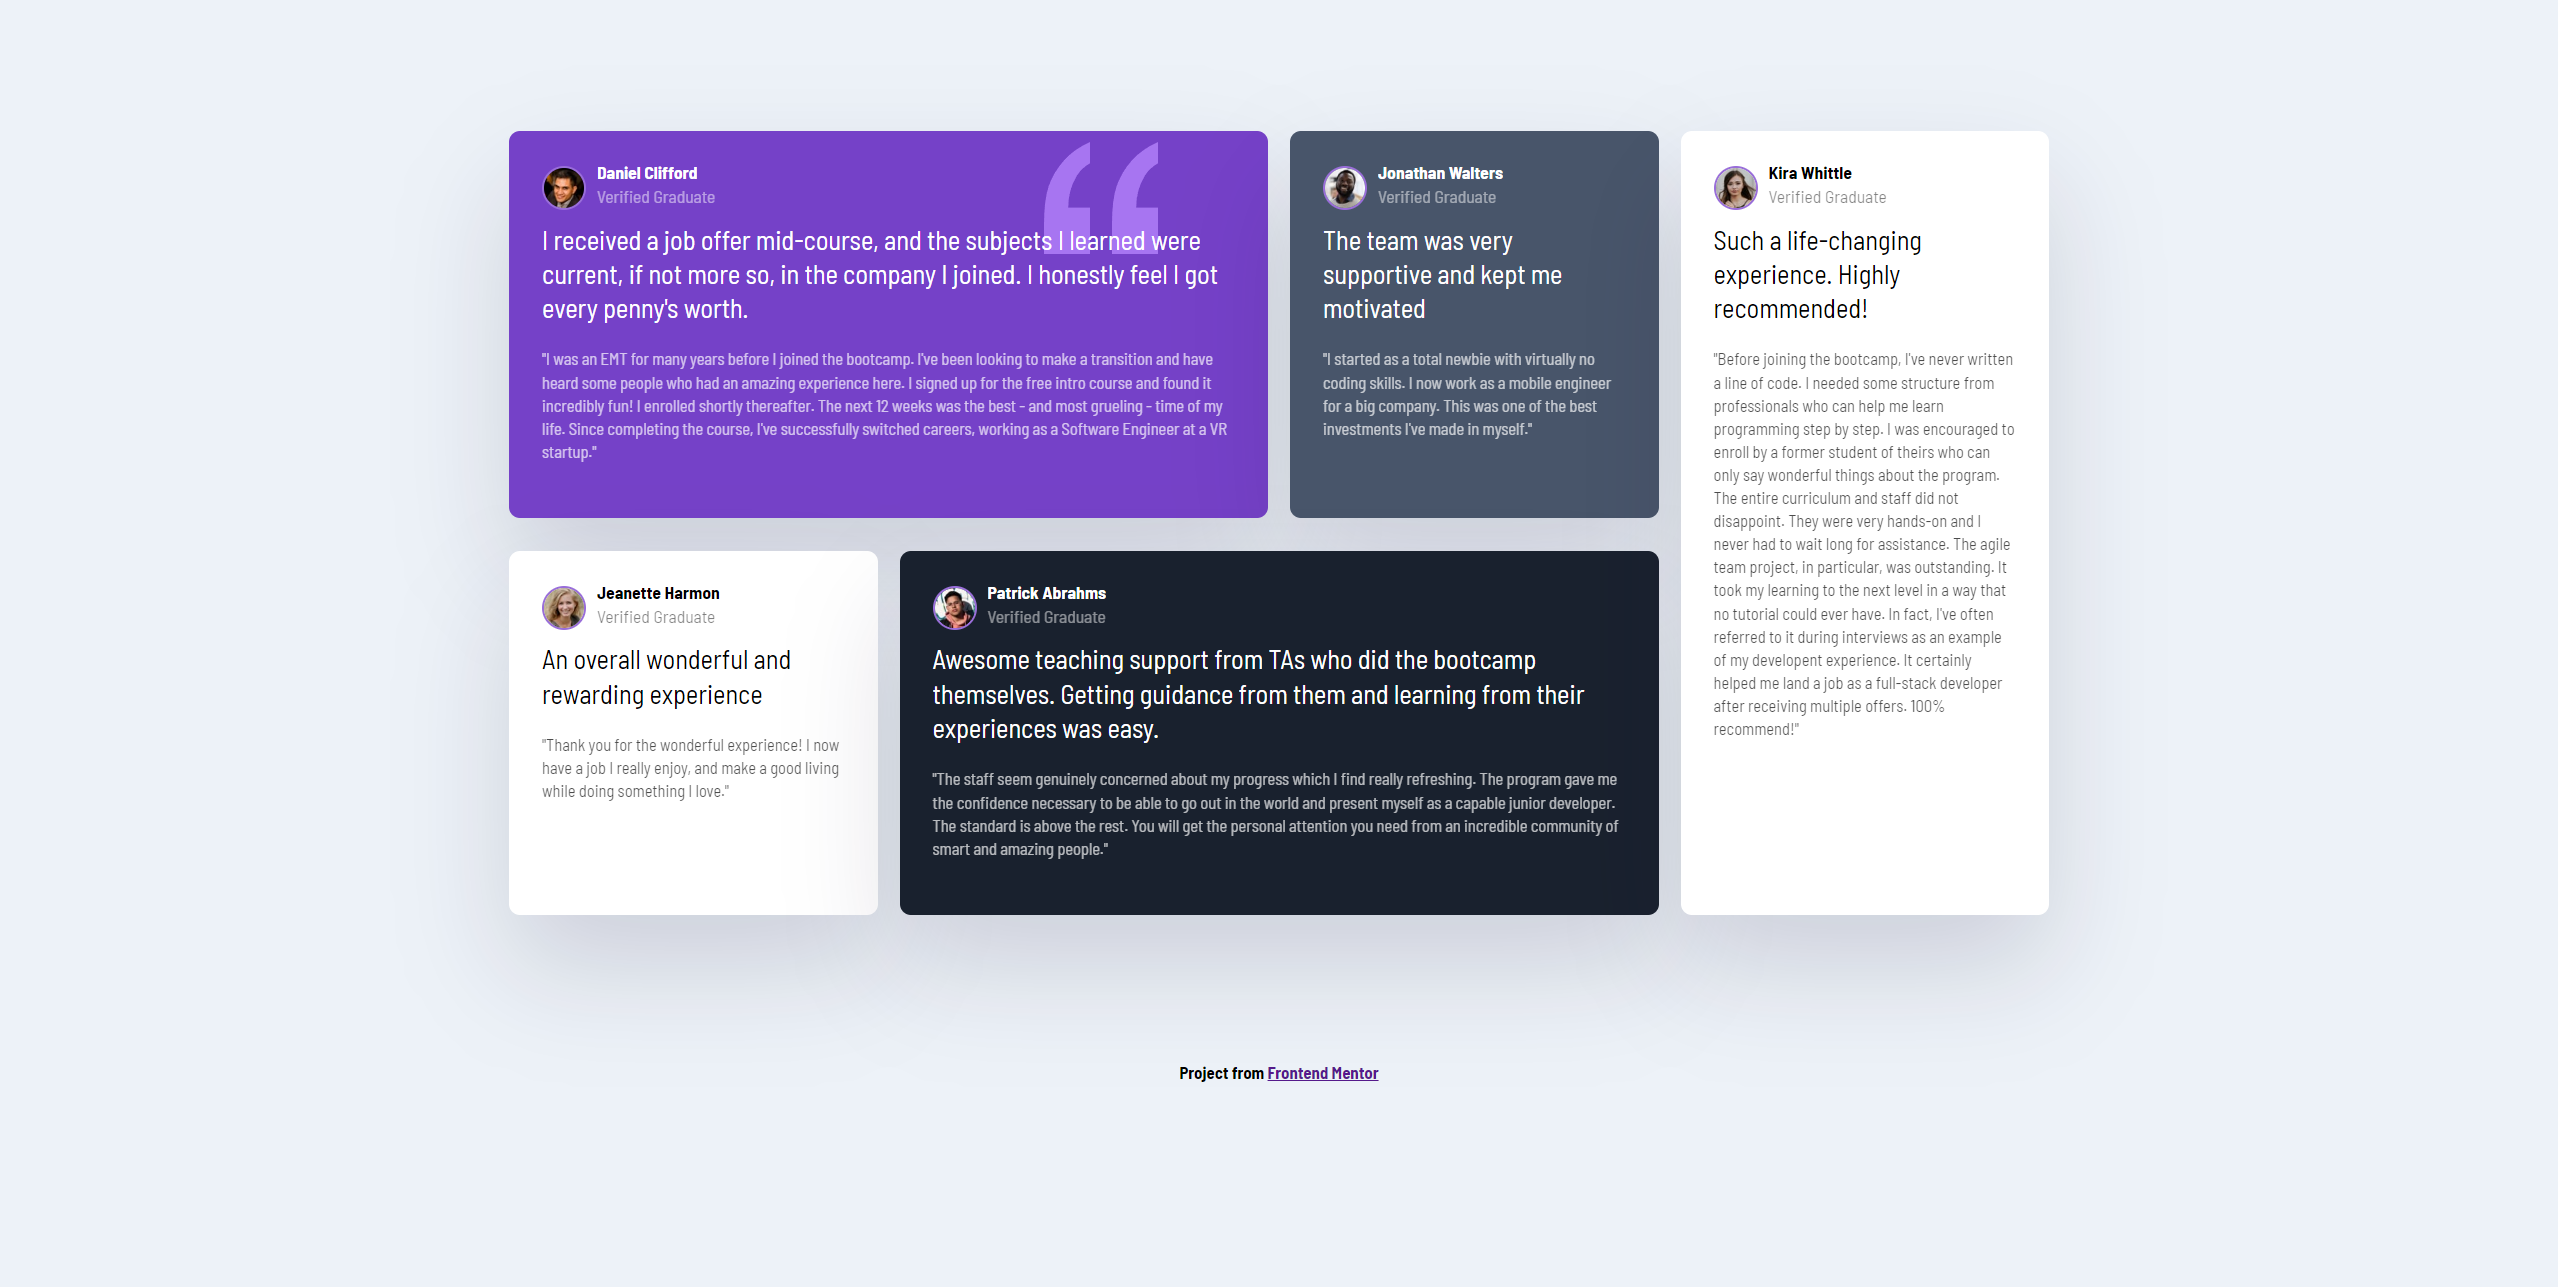 Daniel Clifford
Verified Graduate
I received a job offer mid-course, and the subjects I learned were
current, if not more so, in the company I joined. I honestly feel I got
every penny's worth.
"I was an EMT for many years before I joined the bootcamp. I've been looking to make a transition and have
heard some people who had an amazing experience here. I signed up for the free intro course and found it
incredibly fun! I enrolled shortly thereafter. The next 12 weeks was the best - and most grueling - time of my
life. Since completing the course, I've successfully switched careers, working as a Software Engineer at a VR
startup."
Jonathan Walters
Verified Graduate
The team was very
supportive and kept me
motivated
"I started as a total newbie with virtually no
coding skills. I now work as a mobile engineer
for a big company. This was one of the best
investments I've made in myself."
Kira Whittle
Verified Graduate
Such a life-changing
experience. Highly
recommended!
"Before joining the bootcamp, I've never written
a line of code. I needed some structure from
professionals who can help me learn
programming step by step. I was encouraged to
enroll by a former student of theirs who can
only say wonderful things about the program.
The entire curriculum and staff did not
disappoint. They were very hands-on and I
never had to wait long for assistance. The agile
team project, in particular, was outstanding. It
took my learning to the next level in a way that
no tutorial could ever have. In fact, I've often
referred to it during interviews as an example
of my developent experience. It certainly
helped me land a job as a full-stack developer
after receiving multiple offers. 100%
recommend!"
Jeanette Harmon
Verified Graduate
An overall wonderful and
rewarding experience
"Thank you for the wonderful experience! I now
have a job I really enjoy, and make a good living
while doing something I love."
Patrick Abrahms
Verified Graduate
Awesome teaching support from TAs who did the bootcamp
themselves. Getting guidance from them and learning from their
experiences was easy.
"The staff seem genuinely concerned about my progress which I find really refreshing. The program gave me
the confidence necessary to be able to go out in the world and present myself as a capable junior developer.
The standard is above the rest. You will get the personal attention you need from an incredible community of
smart and amazing people."
Project from Frontend Mentor